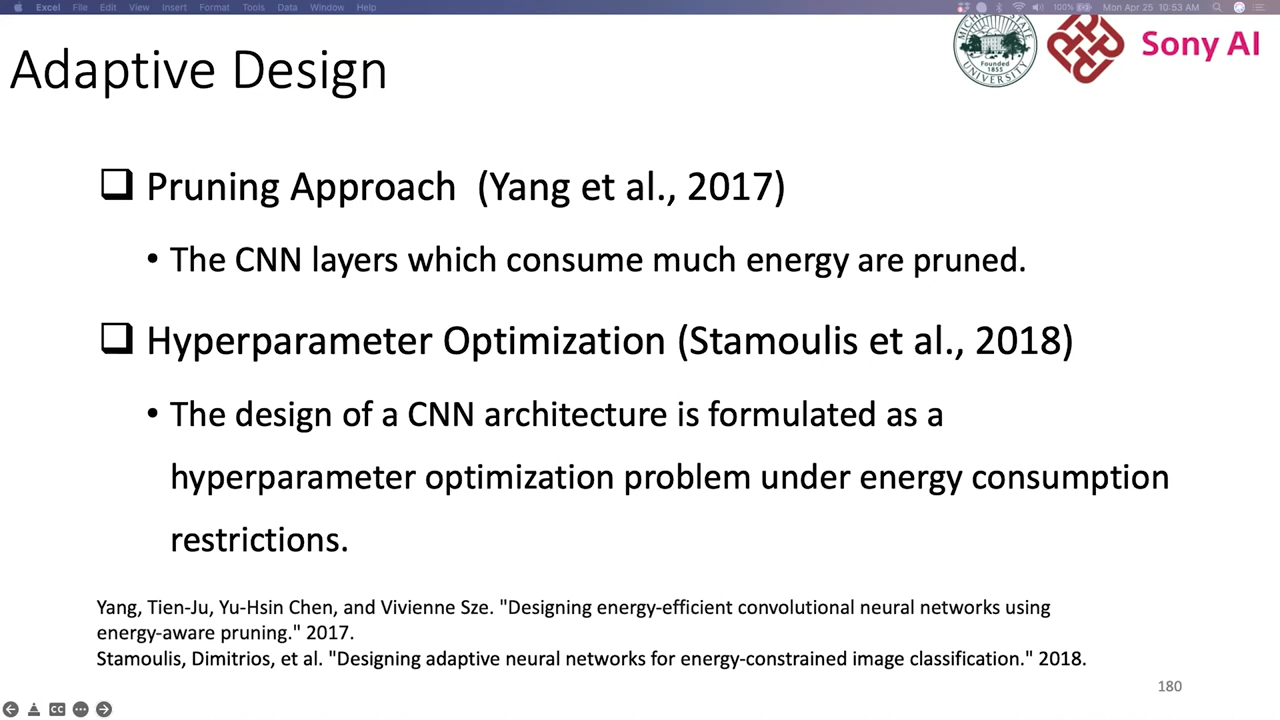 Excel File Edit View Insert Format Tools Data Window Help 100% Mon Apr 25 10:53 AM
Adaptive Design
UNIVERSITY
Founded
1855
Sony AI
Pruning Approach (Yang et al., 2017)
• The CNN layers which consume much energy are pruned.
Hyperparameter Optimization (Stamoulis et al., 2018)
• The design of a CNN architecture is formulated as a
hyperparameter optimization problem under energy consumption
restrictions.
Yang, Tien-Ju, Yu-Hsin Chen, and Vivienne Sze. "Designing energy-efficient convolutional neural networks using
energy-aware pruning." 2017.
Stamoulis, Dimitrios, et al. "Designing adaptive neural networks for energy-constrained image classification." 2018.
180
CC